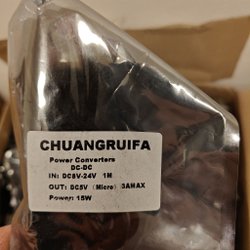 CHUANGRUIFA
Power Converters
DC-DC
IN: DC8V-24V 1M
OUT: DC5V (Micro) 3AMAX
Power: 15W